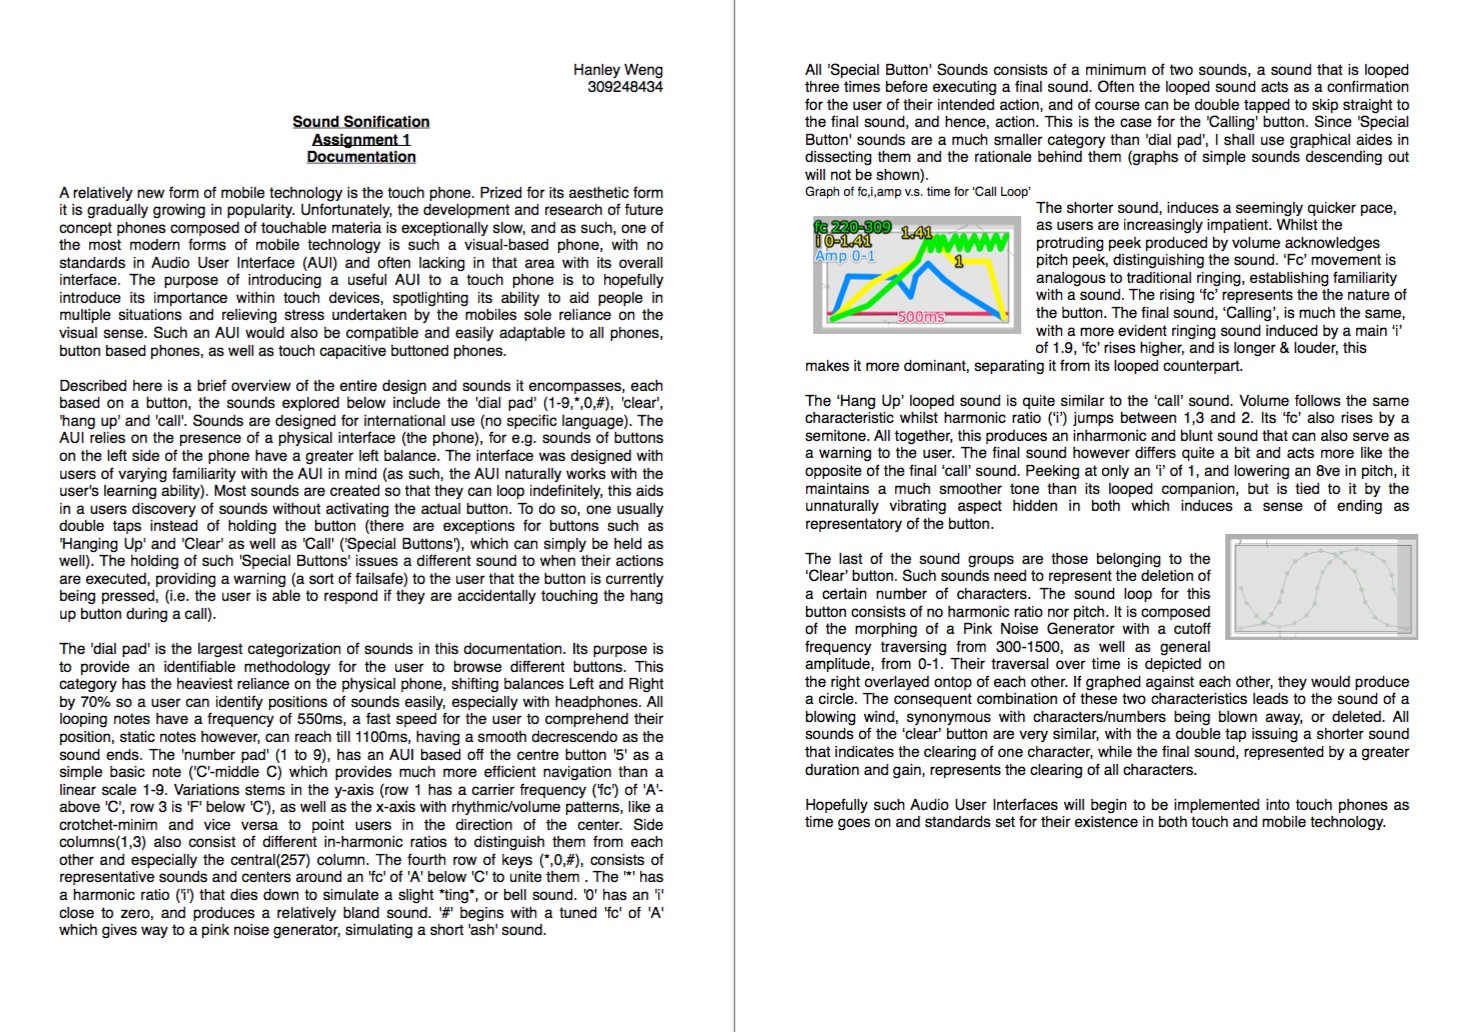 Hanley Weng
309248434
Sound Sonification
Assignment 1
Documentation
A relatively new form of mobile technology is the touch phone. Prized for its aesthetic form
it is gradually growing in popularity. Unfortunately, the development and research of future
concept phones composed of touchable materia is exceptionally slow, and as such, one of
the most modern forms of mobile technology is such a visual-based phone, with no
standards in Audio User Interface (AUI) and often lacking in that area with its overall
interface. The purpose of introducing a useful AUI to a touch phone is to hopefully
introduce its importance within touch devices, spotlighting its ability to aid people in
multiple situations and relieving stress undertaken by the mobiles sole reliance on the
visual sense. Such an AUI would also be compatible and easily adaptable to all phones,
button based phones, as well as touch capacitive buttoned phones.
Described here is a brief overview of the entire design and sounds it encompasses, each
based on a button, the sounds explored below include the 'dial pad' (1-9,*,0,#), 'clear',
'hang up' and 'call'. Sounds are designed for international use (no specific language). The
AUI relies on the presence of a physical interface (the phone), for e.g. sounds of buttons
on the left side of the phone have a greater left balance. The interface was designed with
users of varying familiarity with the AUI in mind (as such, the AUI naturally works with the
user's learning ability). Most sounds are created so that they can loop indefinitely, this aids
in a users discovery of sounds without activating the actual button. To do so, one usually
double taps instead of holding the button (there are exceptions for buttons such as
'Hanging Up' and 'Clear' as well as 'Call' ('Special Buttons'), which can simply be held as
well). The holding of such 'Special Buttons' issues a different sound to when their actions
are executed, providing a warning (a sort of failsafe) to the user that the button is currently
being pressed, (i.e. the user is able to respond if they are accidentally touching the hang
up button during a call).
The 'dial pad' is the largest categorization of sounds in this documentation. Its purpose is
to provide an identifiable methodology for the user to browse different buttons. This
category has the heaviest reliance on the physical phone, shifting balances Left and Right
by 70% so a user can identify positions of sounds easily, especially with headphones. All
looping notes have a frequency of 550ms, a fast speed for the user to comprehend their
position, static notes however, can reach till 1100ms, having a smooth decrescendo as the
sound ends. The 'number pad' (1 to 9), has an AUI based off the centre button '5' as a
simple basic note ('C'-middle C) which provides much more efficient navigation than a
linear scale 1-9. Variations stems in the y-axis (row 1 has a carrier frequency ('fc') of 'A'-
above 'C', row 3 is 'F' below 'C'), as well as the x-axis with rhythmic/volume patterns, like a
crotchet-minim and vice versa to point users in the direction of the center. Side
columns(1,3) also consist of different in-harmonic ratios to distinguish them from each
other and especially the central(257) column. The fourth row of keys (*,0,#), consists of
representative sounds and centers around an 'fc' of 'A' below 'C' to unite them . The '*' has
a harmonic ratio ('i') that dies down to simulate a slight *ting*, or bell sound. '0' has an 'i'
close to zero, and produces a relatively bland sound. '#' begins with a tuned 'fc' of 'A'
which gives way to a pink noise generator, simulating a short 'ash' sound.
All 'Special Button' Sounds consists of a minimum of two sounds, a sound that is looped
three times before executing a final sound. Often the looped sound acts as a confirmation
for the user of their intended action, and of course can be double tapped to skip straight to
the final sound, and hence, action. This is the case for the 'Calling' button. Since 'Special
Button' sounds are a much smaller category than 'dial pad', I shall use graphical aides in
dissecting them and the rationale behind them (graphs of simple sounds descending out
will not be shown).
Graph of fc,i,amp v.s. time for 'Call Loop'
fc 220-309
i 0-1.41
Amp 0-1
1.41
1
500ms
The shorter sound, induces a seemingly quicker pace,
as users are increasingly impatient. Whilst the
protruding peek produced by volume acknowledges
pitch peek, distinguishing the sound. 'Fc' movement is
analogous to traditional ringing, establishing familiarity
with a sound. The rising 'fc' represents the the nature of
the button. The final sound, 'Calling', is much the same,
with a more evident ringing sound induced by a main 'i'
of 1.9, 'fc' rises higher, and is longer & louder, this
makes it more dominant, separating it from its looped counterpart.
The 'Hang Up' looped sound is quite similar to the 'call' sound. Volume follows the same
characteristic whilst harmonic ratio ('i') jumps between 1,3 and 2. Its 'fc' also rises by a
semitone. All together, this produces an inharmonic and blunt sound that can also serve as
a warning to the user. The final sound however differs quite a bit and acts more like the
opposite of the final 'call' sound. Peeking at only an 'i' of 1, and lowering an 8ve in pitch, it
maintains a much smoother tone than its looped companion, but is tied to it by the
unnaturally vibrating aspect hidden in both which induces a sense of ending as
representatory of the button.
The last of the sound groups are those belonging to the
'Clear' button. Such sounds need to represent the deletion of
a certain number of characters. The sound loop for this
button consists of no harmonic ratio nor pitch. It is composed
of the morphing of a Pink Noise Generator with a cutoff
frequency traversing from 300-1500, as well as general
amplitude, from 0-1. Their traversal over time is depicted on
the right overlayed ontop of each other. If graphed against each other, they would produce
a circle. The consequent combination of these two characteristics leads to the sound of a
blowing wind, synonymous with characters/numbers being blown away, or deleted. All
sounds of the 'clear' button are very similar, with the a double tap issuing a shorter sound
that indicates the clearing of one character, while the final sound, represented by a greater
duration and gain, represents the clearing of all characters.
Hopefully such Audio User Interfaces will begin to be implemented into touch phones as
time goes on and standards set for their existence in both touch and mobile technology.